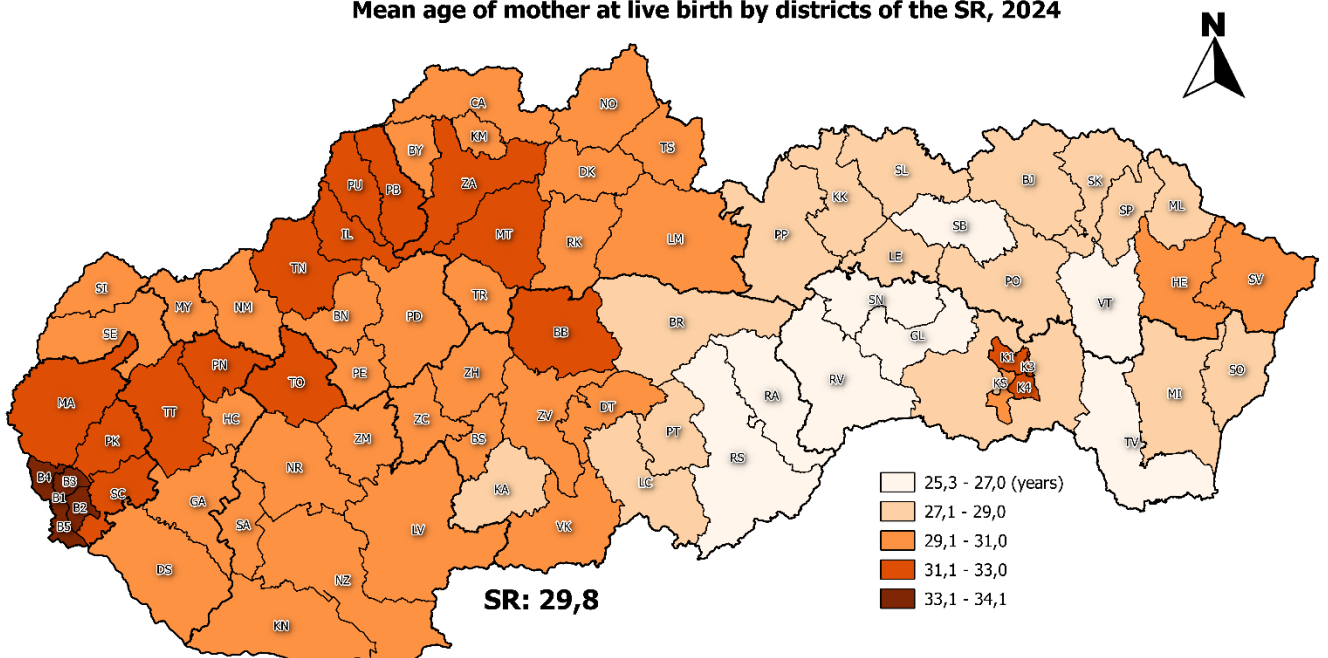 Mean age of mother at live birth by districts of the SR, 2024
N
CA
NO
KM
BY
TS
DK
PU
PB
ZA
SL
BJ
SK
KK
SP
ML
IL
MT
RK
LM
PP
SB
LE
TN
PO
HE
SV
SI
MY
NM
TR
SN
VT
BN
PD
SE
BB
BR
GL
PN
K1
K3
TO
PE
ZH
RV
KS
K4
SO
MA
TT
HC
ZC
ZV
DT
RA
MI
PK
ZM
BS
PT
TV
RS
B4
B3
NR
LC
B1
SC
KA
B2
GA
SA
LV
VK
B5
DS
NZ
KN
25,3 - 27,0 (years)
27,1 - 29,0
29,1 - 31,0
31,1 - 33,0
33,1 - 34,1
SR: 29,8